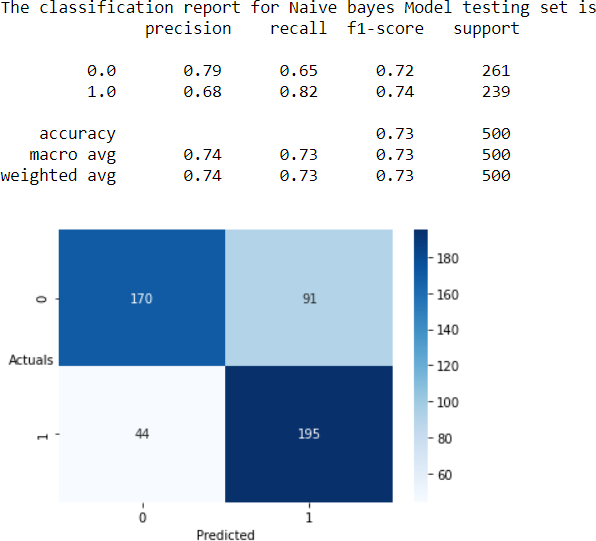 The classification report for Naive bayes Model testing set is
precision recall f1-score support
0.0 0.79 0.65 0.72 261
1.0 0.68 0.82 0.74 239
accuracy 0.73 500
macro avg 0.74 0.73 0.73 500
weighted avg 0.74 0.73 0.73 500
0 170 91
Actuals
1 44 195
0 1
Predicted
180
160
140
120
100
80
60